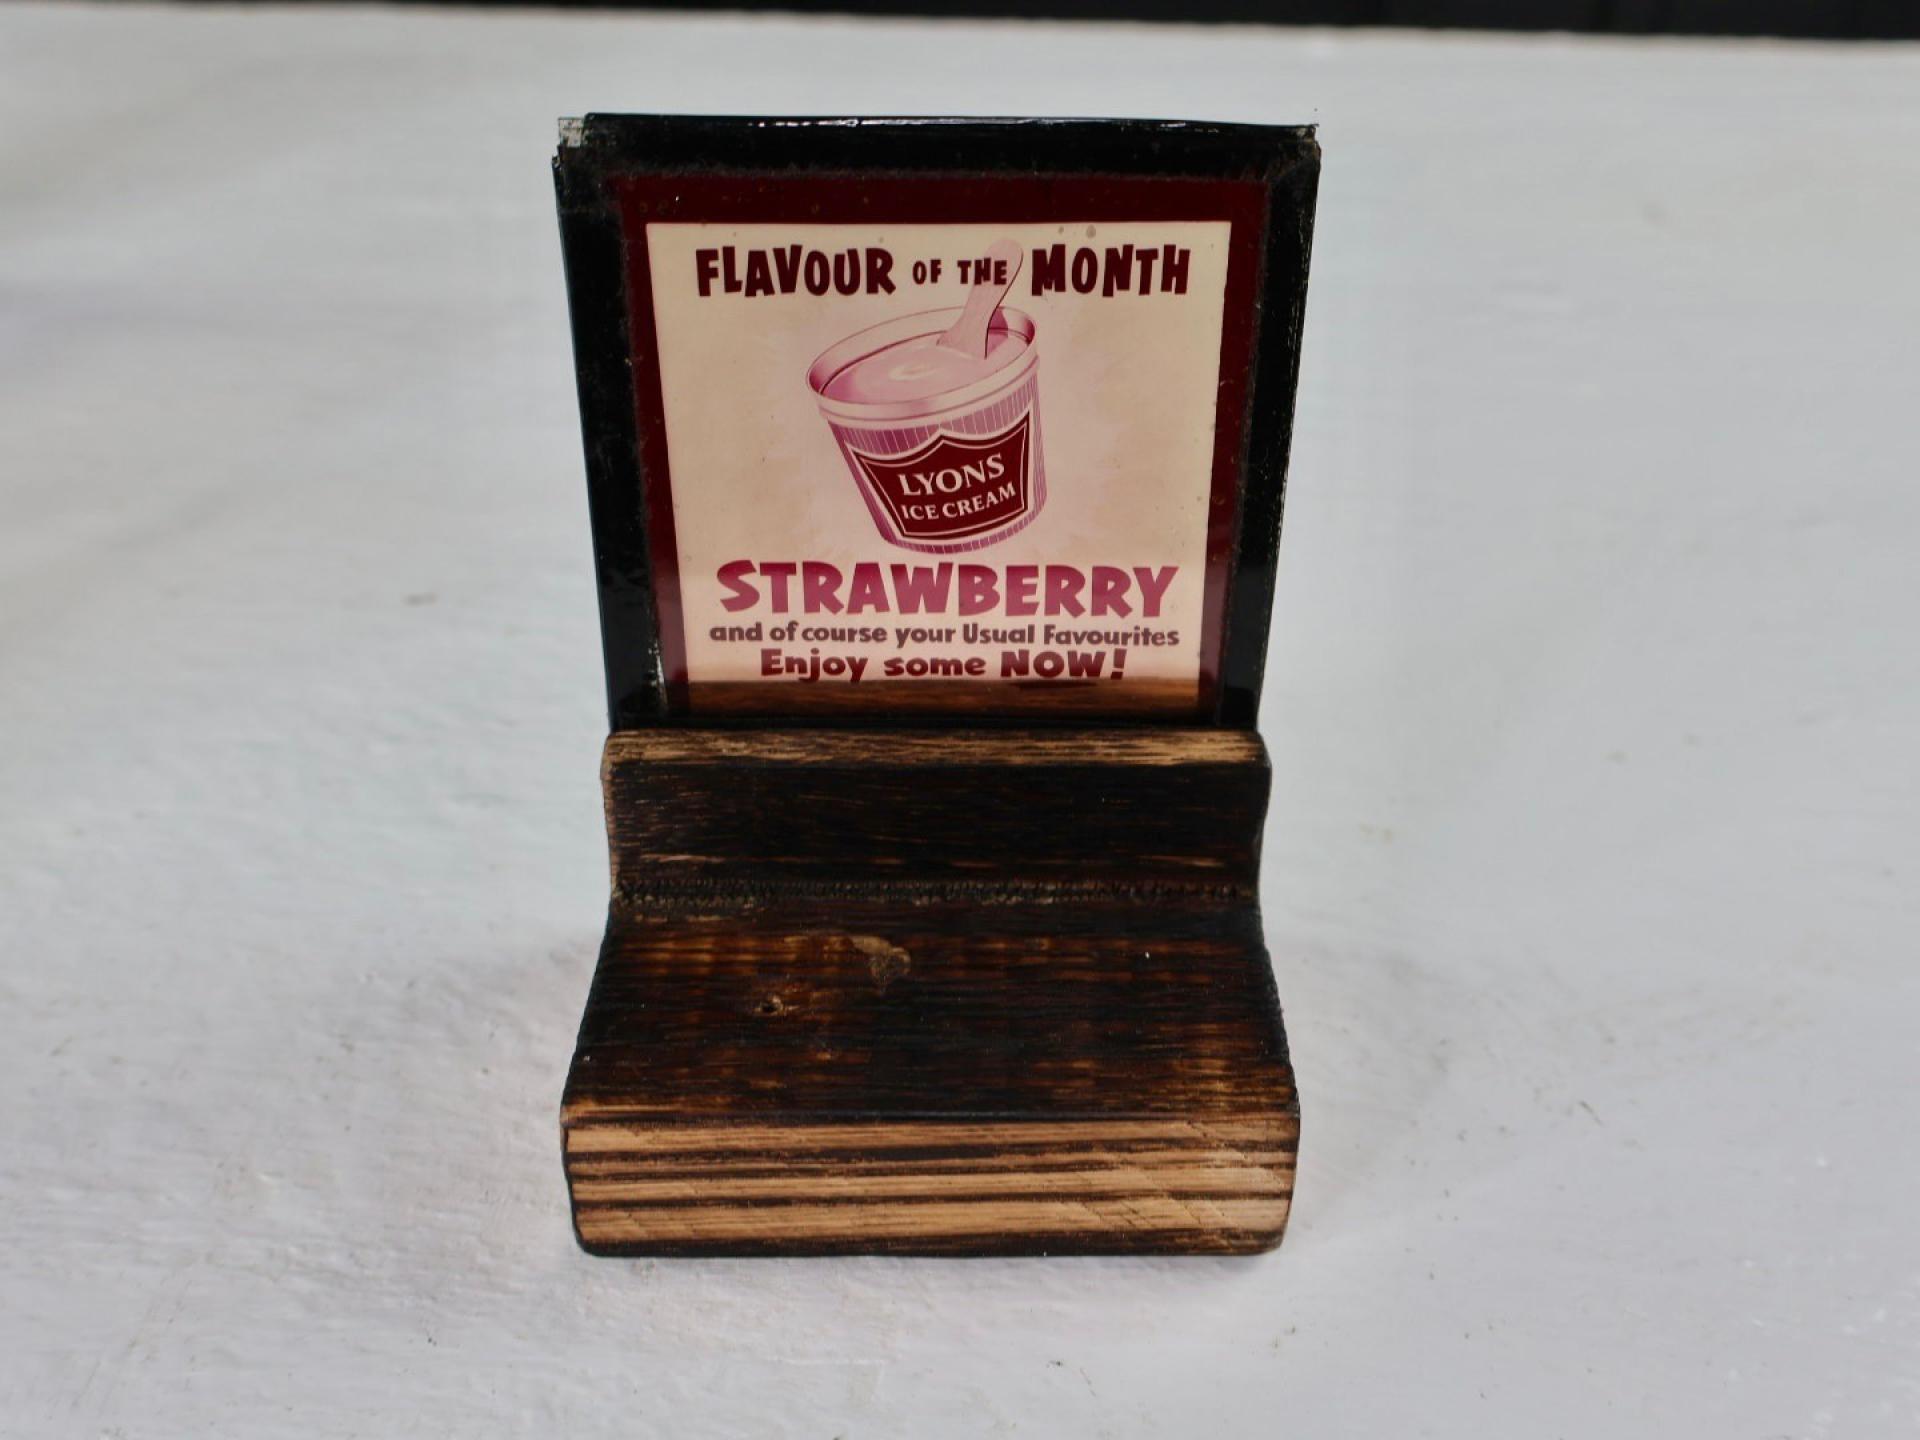 FLAVOUR OF THE MONTH
LYONS
ICE CREAM
STRAWBERRY
and of course your Usual Favourites
Enjoy some NOW!